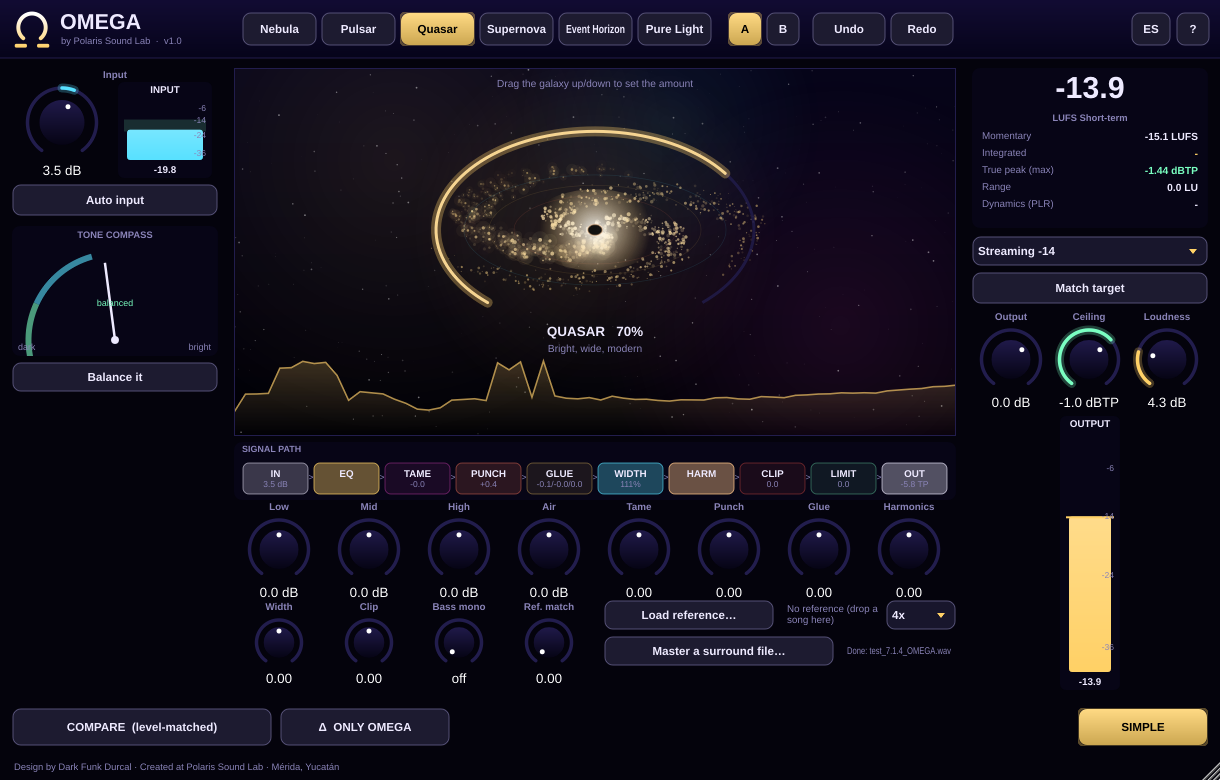 OMEGA
by Polaris Sound Lab · v1.0
Nebula
Pulsar
Quasar
Supernova
Event Horizon
Pure Light
A
B
Undo
Redo
ES
?
Input
INPUT
-6
-14
-24
-36
-19.8
3.5 dB
Auto input
TONE COMPASS
balanced
dark
bright
Balance it
Drag the galaxy up/down to set the amount
QUASAR 70%
Bright, wide, modern
-13.9
LUFS Short-term
Momentary -15.1 LUFS
Integrated -
True peak (max) -1.44 dBTP
Range 0.0 LU
Dynamics (PLR) -
Streaming -14
Match target
Output Ceiling Loudness
0.0 dB -1.0 dBTP 4.3 dB
OUTPUT
-6
-14
-24
-36
-13.9
SIGNAL PATH
IN
3.5 dB
EQ
TAME
-0.0
PUNCH
+0.4
GLUE
-0.1/-0.0/0.0
WIDTH
111%
HARM
CLIP
0.0
LIMIT
0.0
OUT
-5.8 TP
Low Mid High Air Tame Punch Glue Harmonics
0.0 dB 0.0 dB 0.0 dB 0.0 dB 0.00 0.00 0.00 0.00
Width Clip Bass mono Ref. match
0.00 0.00 off 0.00
Load reference…
No reference (drop a
song here)
4x
Master a surround file…
Done: test_7.1.4_OMEGA.wav
COMPARE (level-matched)
Δ ONLY OMEGA
SIMPLE
Design by Dark Funk Durcal · Created at Polaris Sound Lab · Mérida, Yucatán